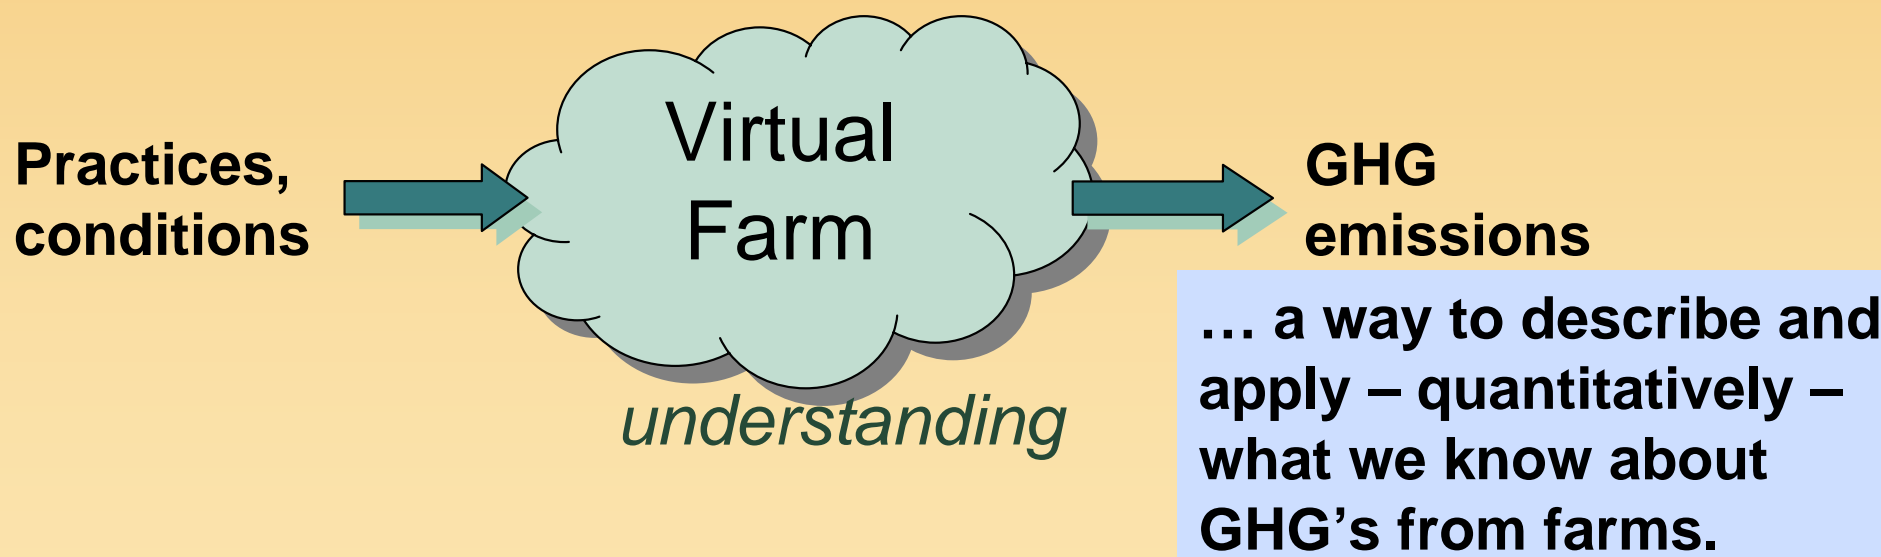 Practices,
conditions
Virtual
Farm
understanding
GHG
emissions
… a way to describe and
apply – quantitatively –
what we know about
GHG’s from farms.